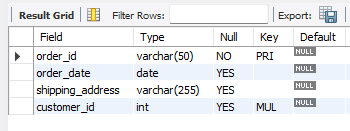 Result Grid Filter Rows: Export:
Field Type Null Key Default
order_id varchar(50) NO PRI NULL
order_date date YES NULL
shipping_address varchar(255) YES NULL
customer_id int YES MUL NULL